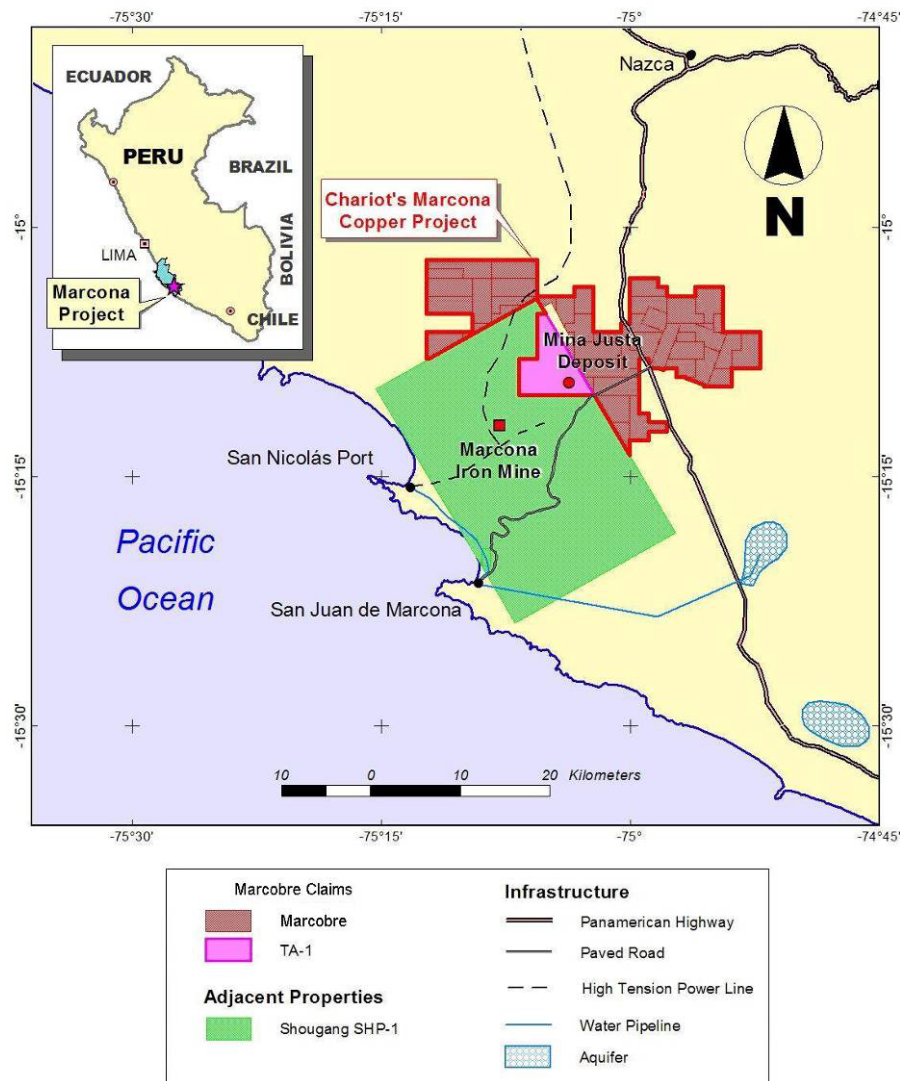 -75°30'
-75°15'
-75°
-74°45'
ECUADOR
PERU
BRAZIL
BOLIVIA
LIMA
Marcona
Project
CHILE
Nazca
N
Chariot's Marcona
Copper Project
-15°
-15°
Mina Justa
Deposit
Marcona
Iron Mine
San Nicolás Port
-15°15'
-15°15'
Pacific
Ocean
San Juan de Marcona
-15°30'
-15°30'
10 0 10 20 Kilometers
-75°30'
-75°15'
-75°
-74°45'
Marcobre Claims
Marcobre
TA-1
Adjacent Properties
Shougang SHP-1
Infrastructure
Panamerican Highway
Paved Road
High Tension Power Line
Water Pipeline
Aquifer